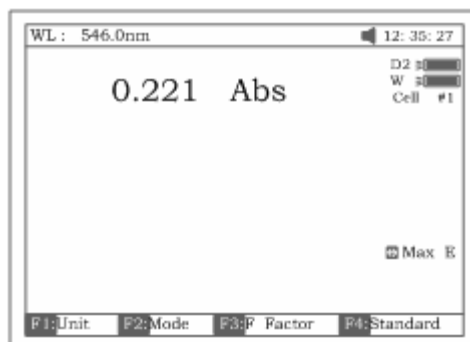 WL: 546.0nm 12:35:27
0.221 Abs
D2
W
Cell #1
Max E
F1:Unit F2:Mode F3:F Factor F4:Standard